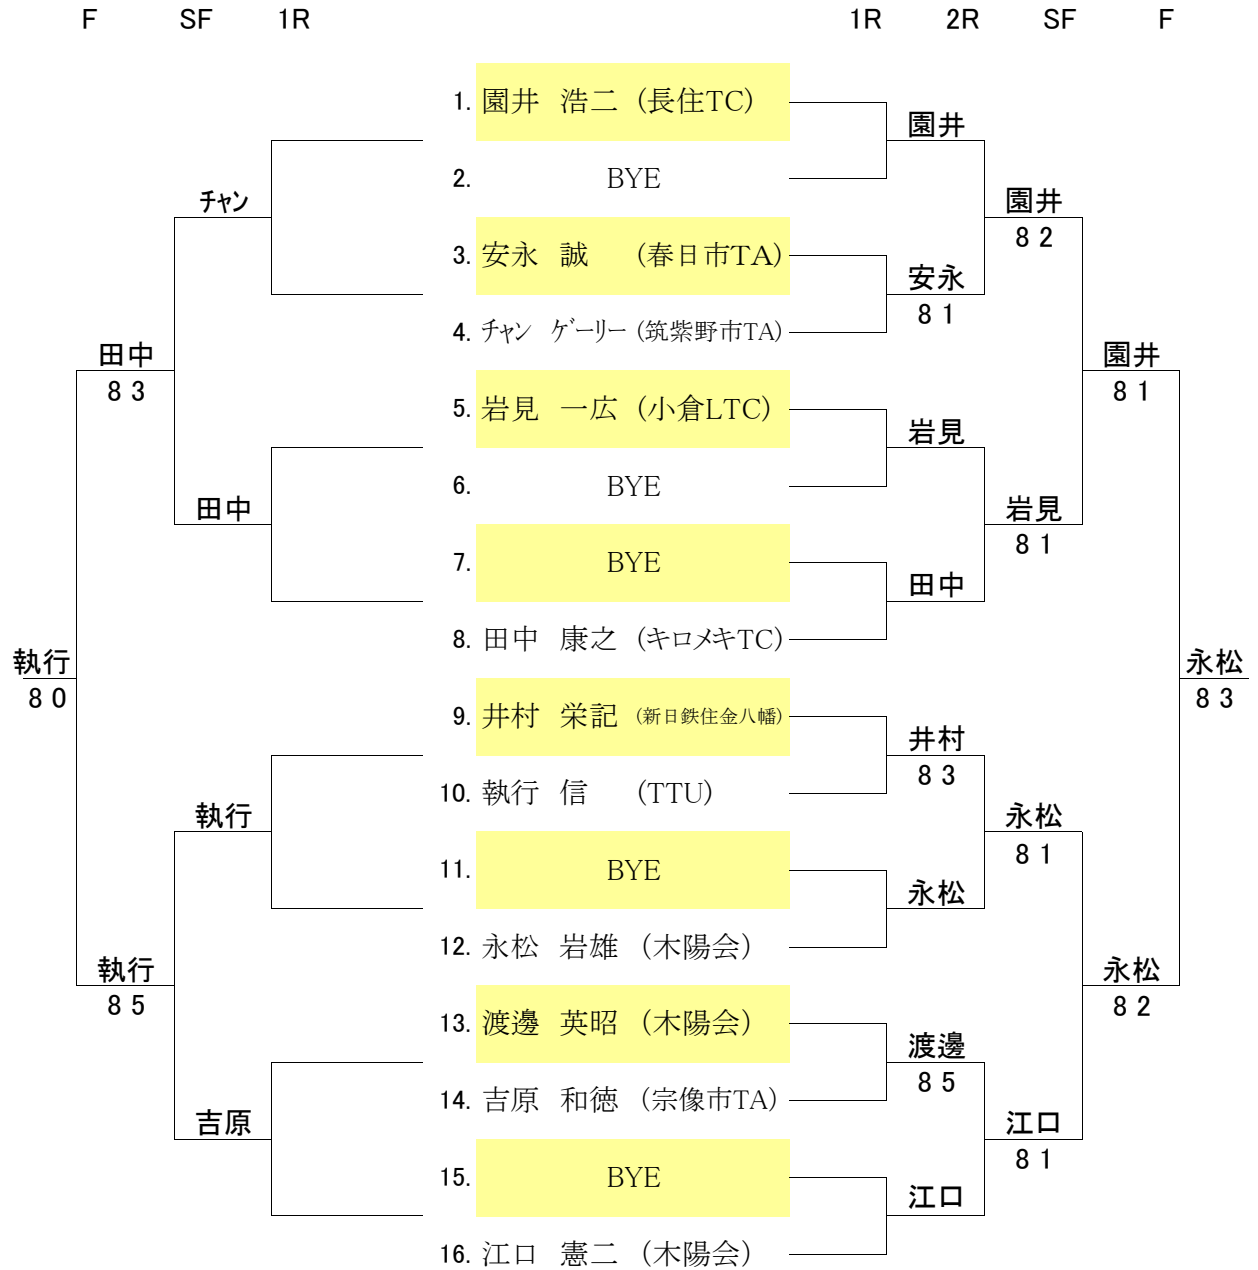 F SF 1R 1R 2R SF F
1. 園井 浩二 (長住TC)
園井
2. BYE
チャン
園井
8 2
3. 安永 誠 (春日市TA)
安永
8 1
4. チャン ゲーリー (筑紫野市TA)
田中
8 3
園井
8 1
5. 岩見 一広 (小倉LTC)
岩見
6. BYE
田中
岩見
8 1
7. BYE
田中
8. 田中 康之 (キロメキTC)
執行
8 0
永松
8 3
9. 井村 栄記 (新日鉄住金八幡)
井村
8 3
10. 執行 信 (TTU)
執行
永松
8 1
11. BYE
永松
12. 永松 岩雄 (木陽会)
執行
8 5
永松
8 2
13. 渡邊 英昭 (木陽会)
渡邊
8 5
14. 吉原 和徳 (宗像市TA)
吉原
江口
8 1
15. BYE
江口
16. 江口 憲二 (木陽会)